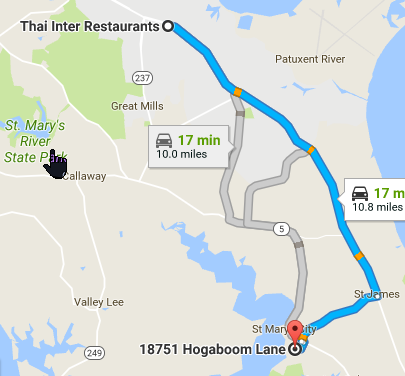 Thai Inter Restaurants
Patuxent River
237
Great Mills
St. Mary's
River
State Park
17 min
10.0 miles
Callaway
17 m
10.8 miles
5
St James
Valley Lee
St Mary City
18751 Hogaboom Lane
249